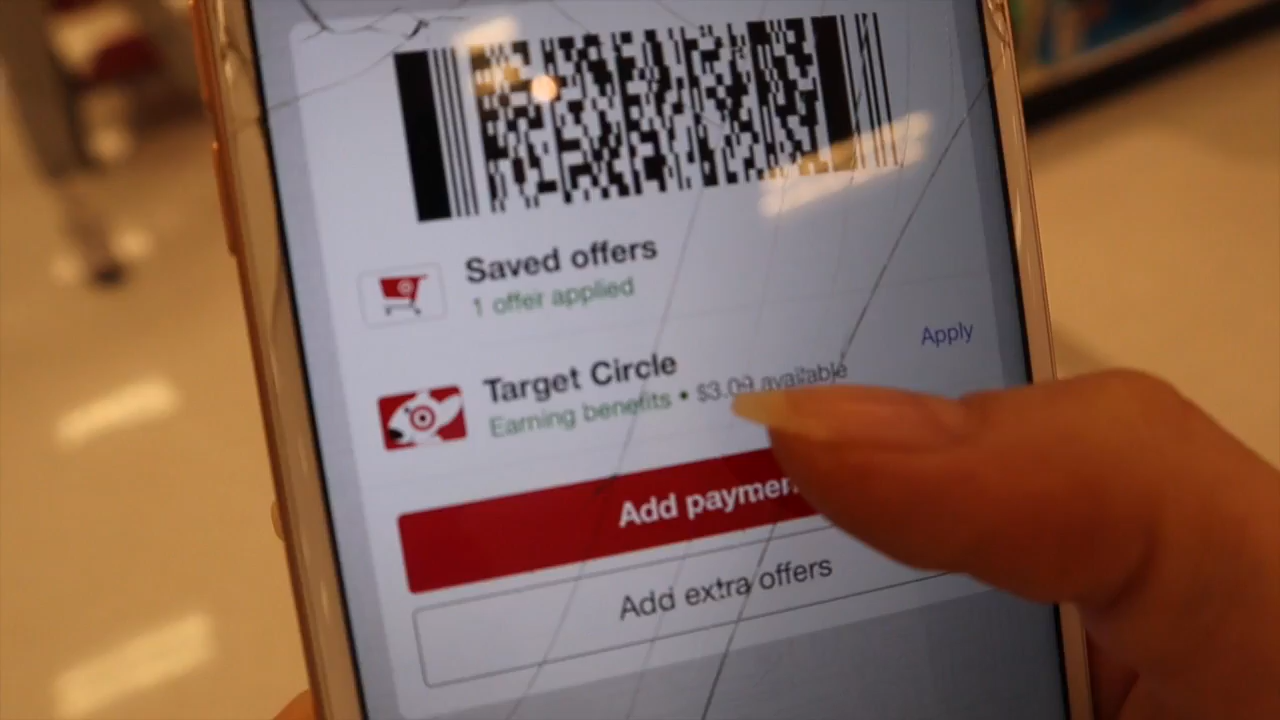 Saved offers
1 offer applied
Apply
Target Circle
Earning benefits • $3.09 available
Add paymen
Add extra offers